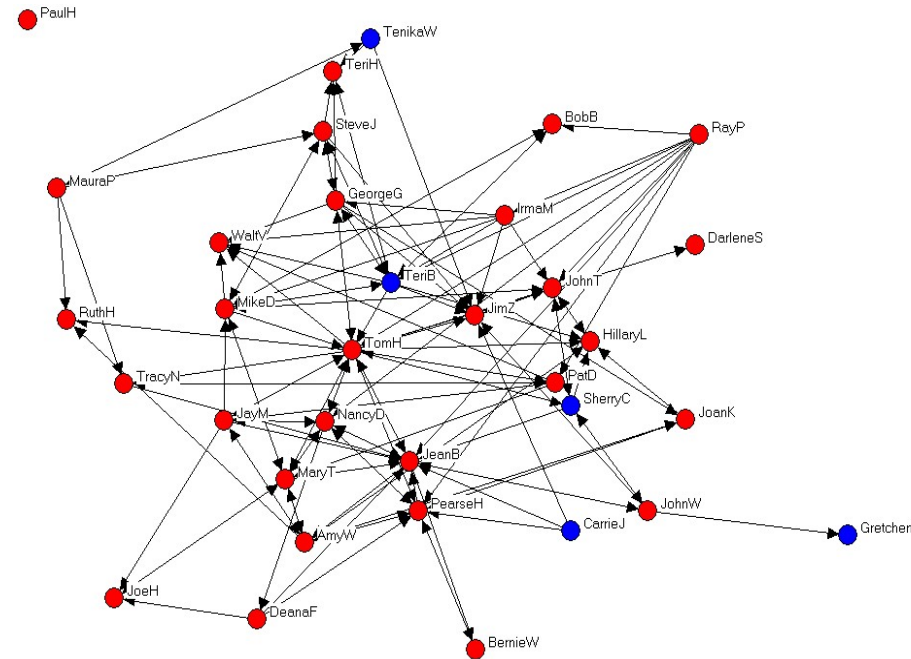 PaulH
TenikaW
TeriH
BobB
RayP
SteveJ
MauraP
GeorgeG
IrmaM
WaltV
DarleneS
TeriB
JohnT
MikeD
JimZ
RuthH
HillaryL
TomH
TracyN
PatD
SherryC
JayM
NancyD
JoanK
JeanB
MaryT
PearseH
JohnW
CarrieJ
Gretchen
AmyW
JoeH
DeanaF
BernieW